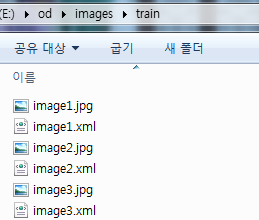 (E:) ▸ od ▸ images ▸ train
공유 대상 ▼ 굽기 새 폴더
이름
image1.jpg
image1.xml
image2.jpg
image2.xml
image3.jpg
image3.xml